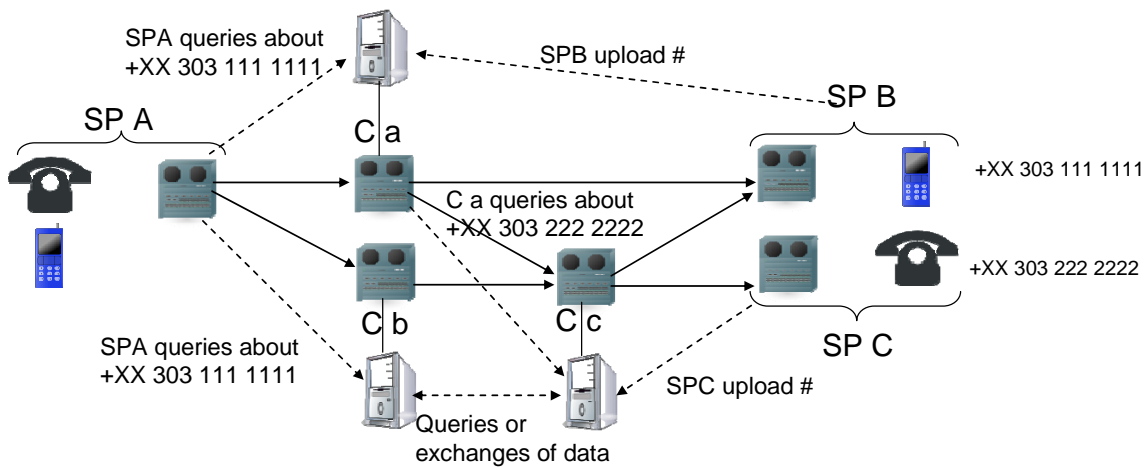 SPA queries about
+XX 303 111 1111
SPB upload #
SP A
SP B
C a
+XX 303 111 1111
C a queries about
+XX 303 222 2222
+XX 303 222 2222
C b
C c
SP C
SPA queries about
+XX 303 111 1111
SPC upload #
Queries or
exchanges of data